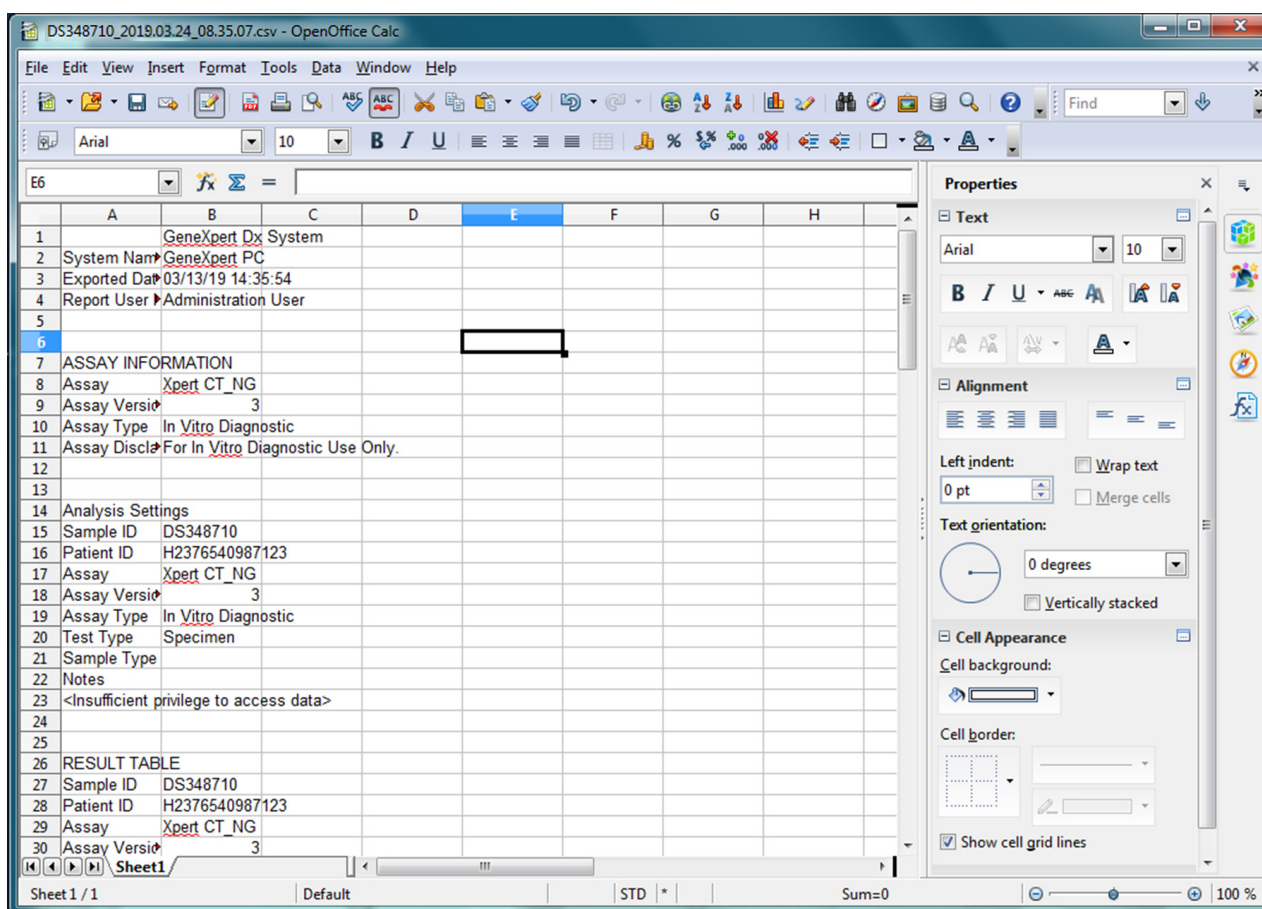 DS348710_2019.03.24_08.35.07.csv - OpenOffice Calc
File Edit View Insert Format Tools Data Window Help
Find
Arial 10
E6
A B C D E F G H
1 GeneXpert Dx System
2 System Nam GeneXpert PC
3 Exported Dat 03/13/19 14:35:54
4 Report User Administration User
5
6
7 ASSAY INFORMATION
8 Assay Xpert CT_NG
9 Assay Versio 3
10 Assay Type In Vitro Diagnostic
11 Assay Discla For In Vitro Diagnostic Use Only.
12
13
14 Analysis Settings
15 Sample ID DS348710
16 Patient ID H2376540987123
17 Assay Xpert CT_NG
18 Assay Versio 3
19 Assay Type In Vitro Diagnostic
20 Test Type Specimen
21 Sample Type
22 Notes
23 <Insufficient privilege to access data>
24
25
26 RESULT TABLE
27 Sample ID DS348710
28 Patient ID H2376540987123
29 Assay Xpert CT_NG
30 Assay Versio 3
Sheet1
Sheet 1 / 1 Default STD * Sum=0 100 %
Properties
Text
Arial 10
Alignment
Left indent:
Wrap text
0 pt
Merge cells
Text orientation:
0 degrees
Vertically stacked
Cell Appearance
Cell background:
Cell border:
Show cell grid lines